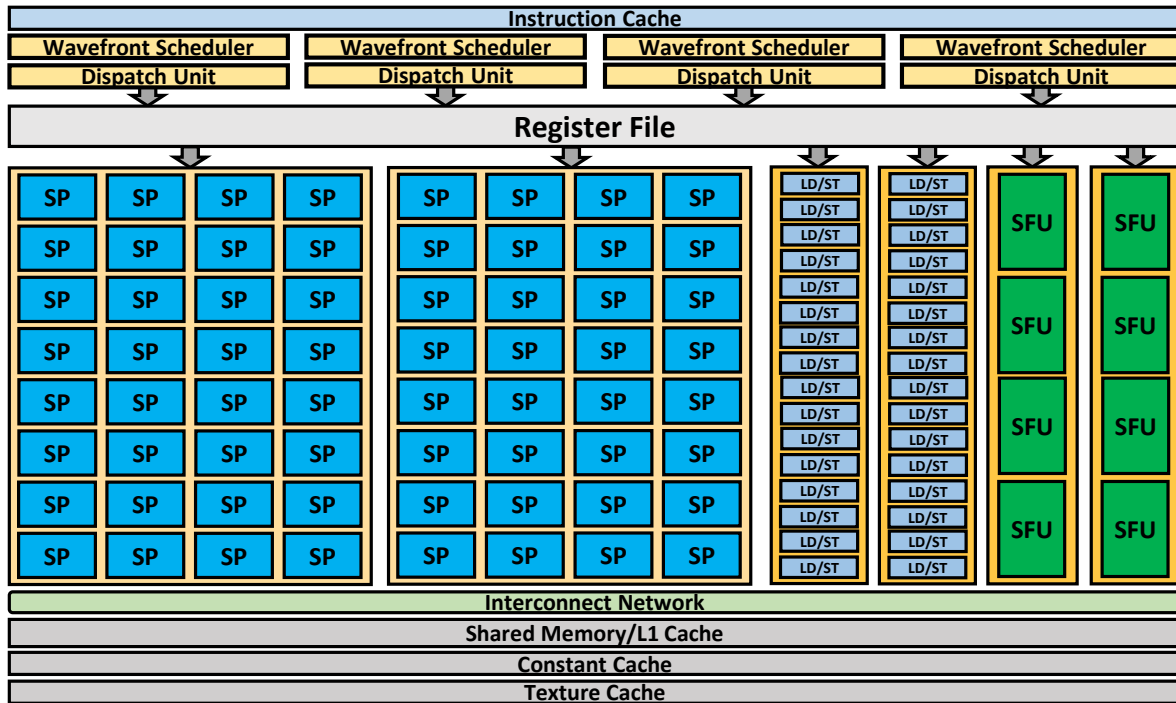 Instruction Cache
Wavefront Scheduler Wavefront Scheduler Wavefront Scheduler Wavefront Scheduler
Dispatch Unit Dispatch Unit Dispatch Unit Dispatch Unit
Register File
SP SP SP SP SP SP SP SP LD/ST LD/ST SFU SFU
LD/ST LD/ST
SP SP SP SP SP SP SP SP LD/ST LD/ST
LD/ST LD/ST
SP SP SP SP SP SP SP SP LD/ST LD/ST SFU SFU
LD/ST LD/ST
SP SP SP SP SP SP SP SP LD/ST LD/ST
LD/ST LD/ST
SP SP SP SP SP SP SP SP LD/ST LD/ST SFU SFU
LD/ST LD/ST
SP SP SP SP SP SP SP SP LD/ST LD/ST
LD/ST LD/ST
SP SP SP SP SP SP SP SP LD/ST LD/ST SFU SFU
LD/ST LD/ST
SP SP SP SP SP SP SP SP LD/ST LD/ST
LD/ST LD/ST
Interconnect Network
Shared Memory/L1 Cache
Constant Cache
Texture Cache